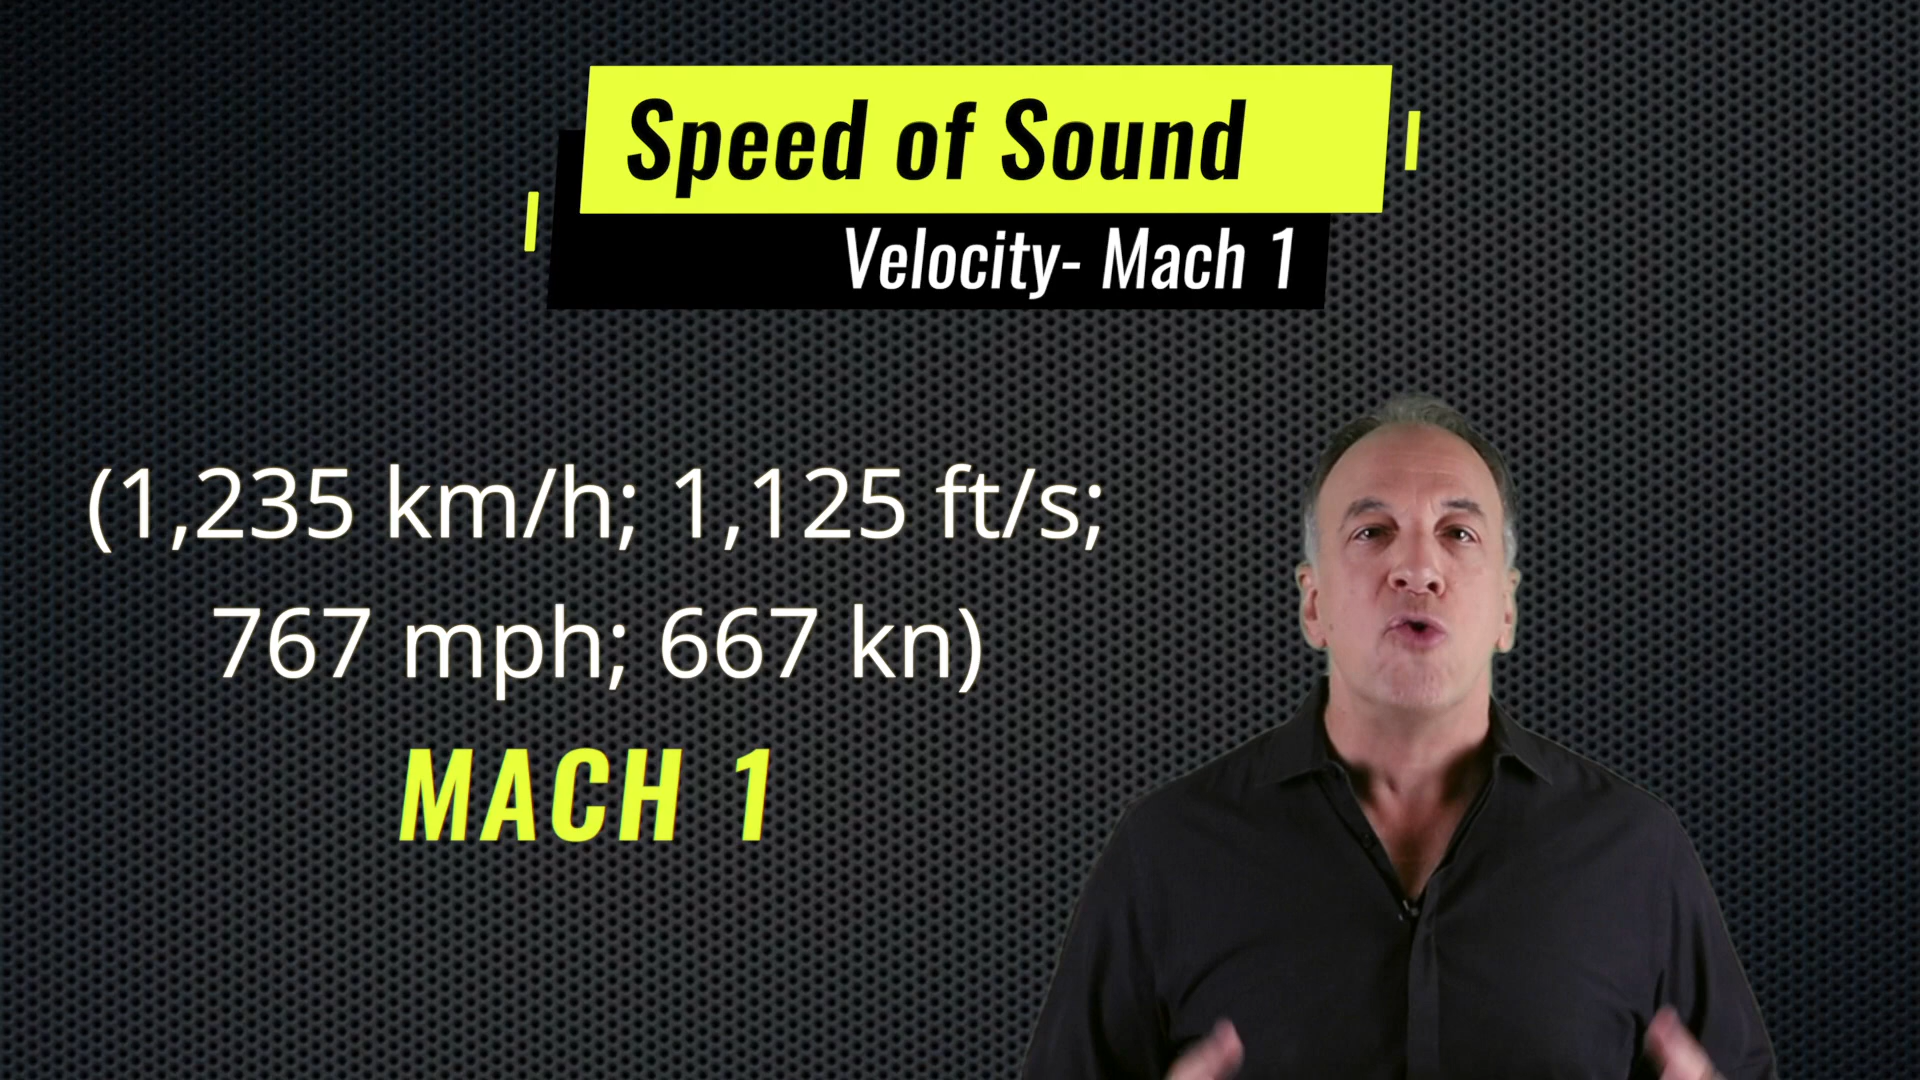 Speed of Sound
Velocity- Mach 1
(1,235 km/h; 1,125 ft/s;
767 mph; 667 kn)
MACH 1